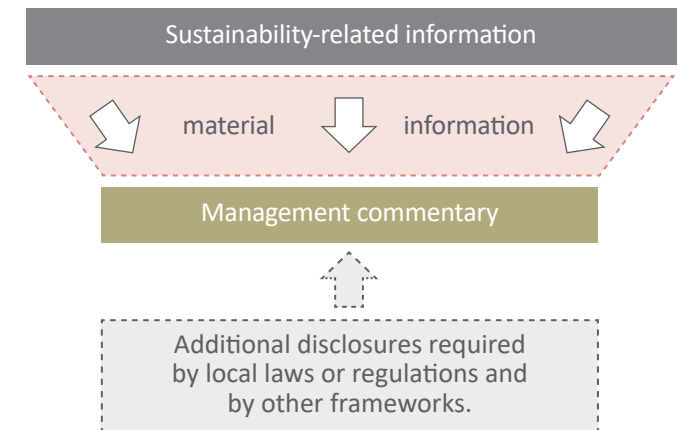 Sustainability-related information
material information
Management commentary
Additional disclosures required
by local laws or regulations and
by other frameworks.